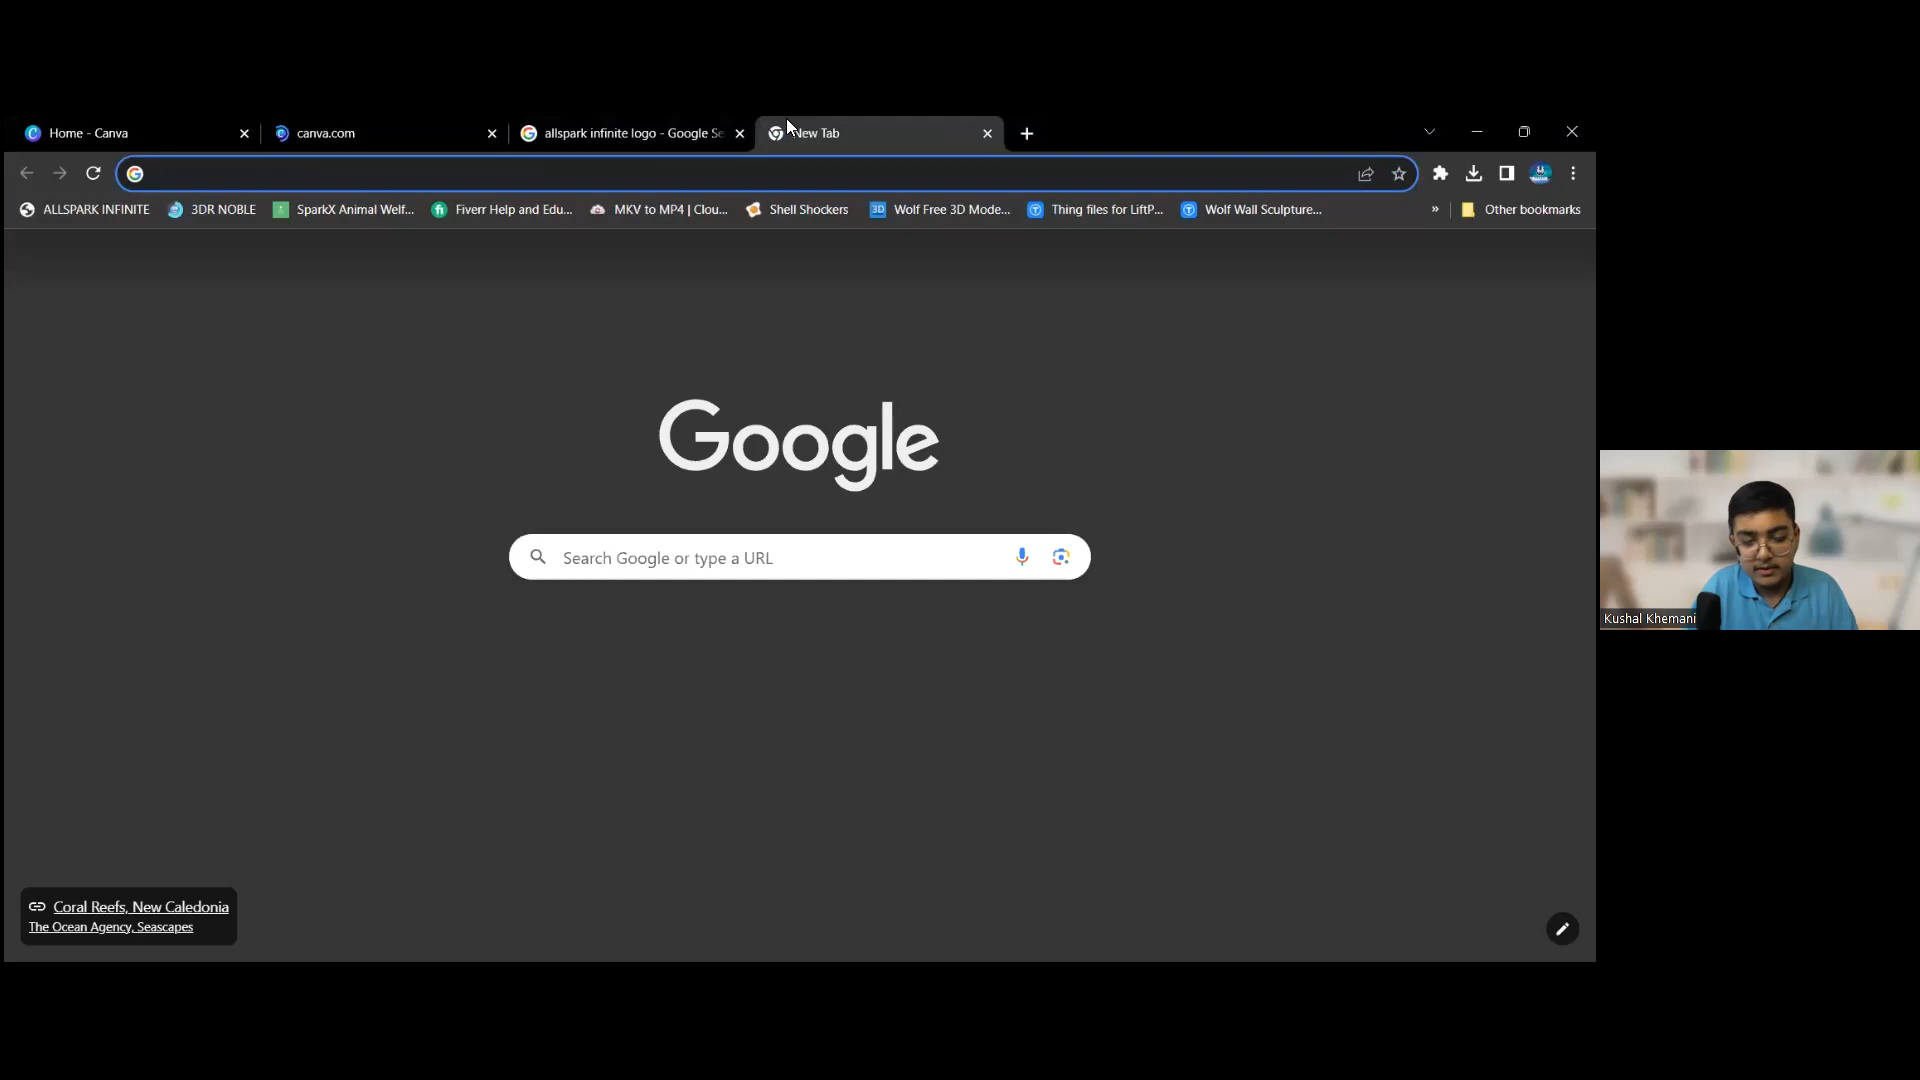 Home - Canva
canva.com
allspark infinite logo - Google Se
New Tab
ALLSPARK INFINITE
3DR NOBLE
SparkX Animal Welf...
Fiverr Help and Edu...
MKV to MP4 | Clou...
Shell Shockers
Wolf Free 3D Mode...
Thing files for LiftP...
Wolf Wall Sculpture...
»
Other bookmarks
Google
Search Google or type a URL
Kushal Khemani
Coral Reefs, New Caledonia
The Ocean Agency, Seascapes